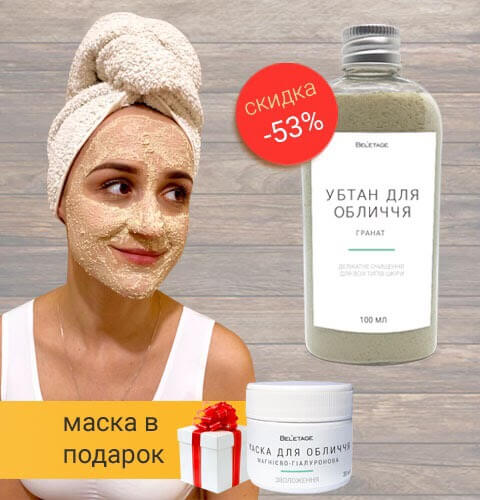 скидка
-53%
BELETAGE
УБТАН ДЛЯ
ОБЛИЧЧЯ
ГРАНАТ
ДЕЛІКАТНЕ ОЧИЩЕННЯ
ДЛЯ ВСІХ ТИПІВ ШКІРИ
100 МЛ
маска в
подарок
BELETAGE
МАСКА ДЛЯ ОБЛИЧЧЯ
МАГНІЄВО-ГІАЛУРОНОВА
ЗВОЛОЖЕННЯ